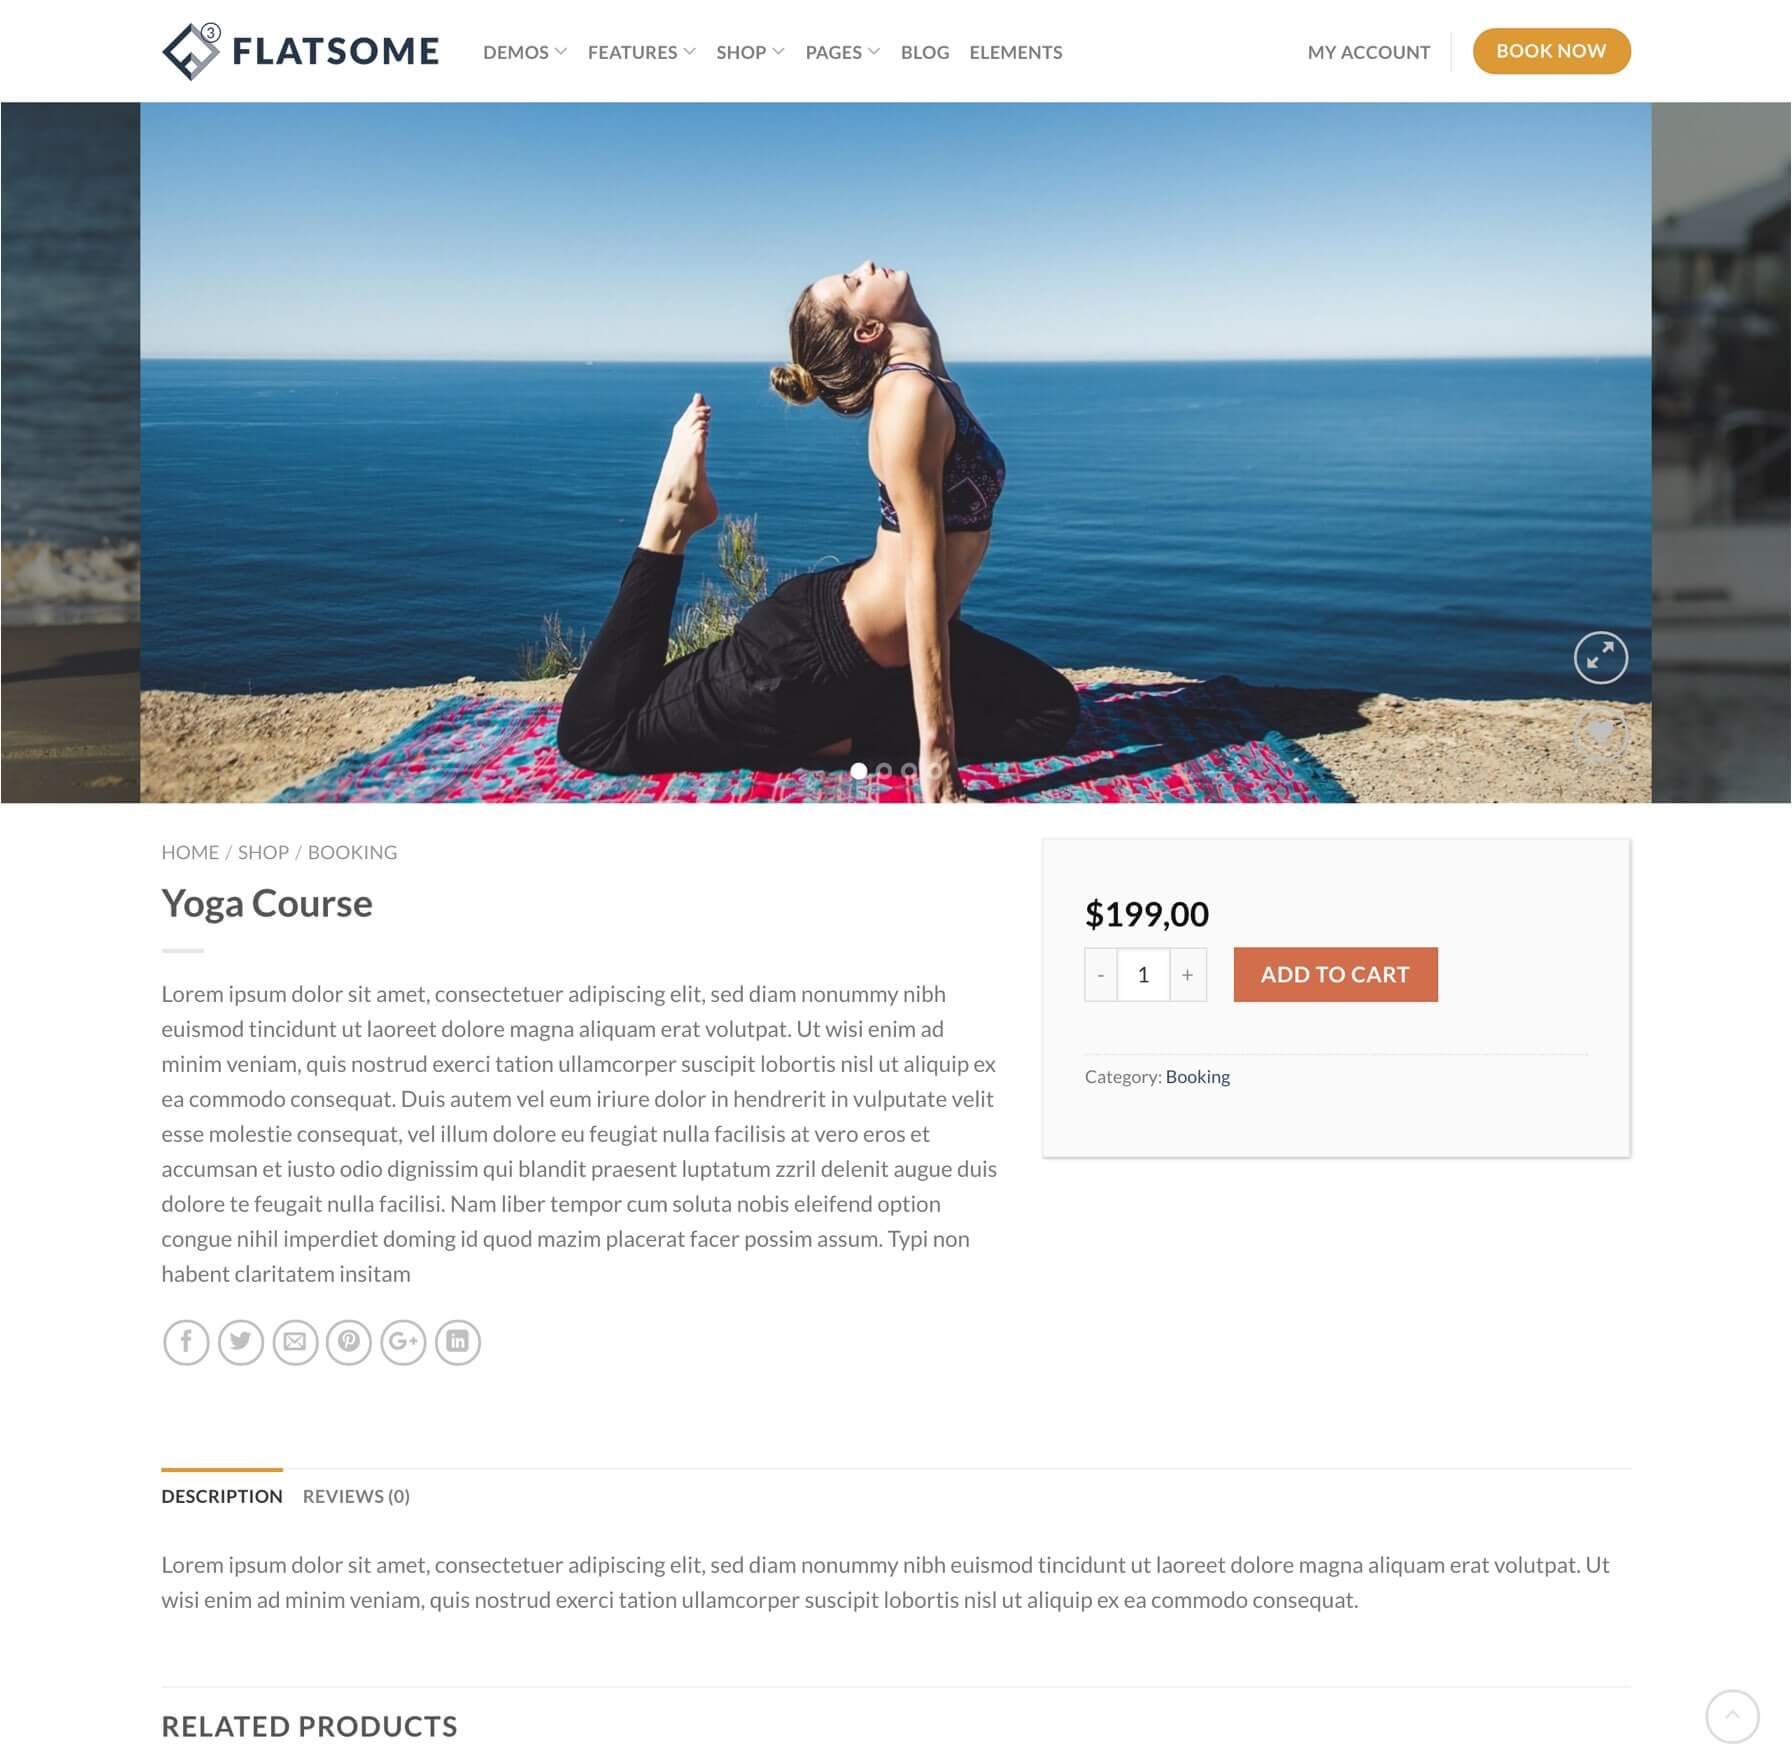 3
FLATSOME
DEMOS FEATURES SHOP PAGES BLOG ELEMENTS
MY ACCOUNT
BOOK NOW
HOME / SHOP / BOOKING
Yoga Course
Lorem ipsum dolor sit amet, consectetuer adipiscing elit, sed diam nonummy nibh
euismod tincidunt ut laoreet dolore magna aliquam erat volutpat. Ut wisi enim ad
minim veniam, quis nostrud exerci tation ullamcorper suscipit lobortis nisl ut aliquip ex
ea commodo consequat. Duis autem vel eum iriure dolor in hendrerit in vulputate velit
esse molestie consequat, vel illum dolore eu feugiat nulla facilisis at vero eros et
accumsan et iusto odio dignissim qui blandit praesent luptatum zzril delenit augue duis
dolore te feugait nulla facilisi. Nam liber tempor cum soluta nobis eleifend option
congue nihil imperdiet doming id quod mazim placerat facer possim assum. Typi non
habent claritatem insitam
$199,00
- 1 + ADD TO CART
Category: Booking
DESCRIPTION REVIEWS (0)
Lorem ipsum dolor sit amet, consectetuer adipiscing elit, sed diam nonummy nibh euismod tincidunt ut laoreet dolore magna aliquam erat volutpat. Ut
wisi enim ad minim veniam, quis nostrud exerci tation ullamcorper suscipit lobortis nisl ut aliquip ex ea commodo consequat.
RELATED PRODUCTS